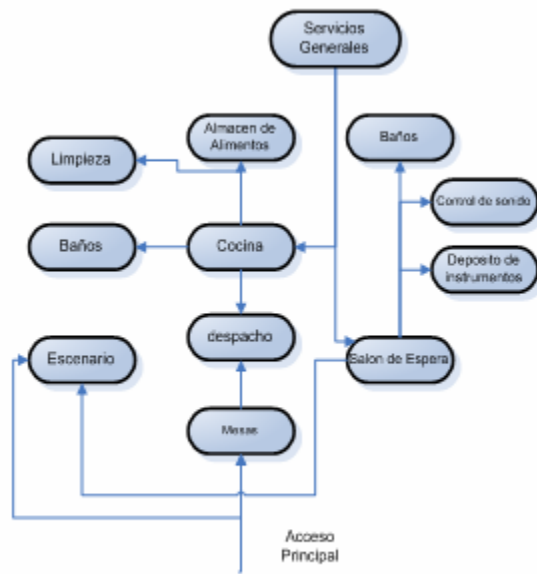 Servicios
Generales
Almacen de
Alimentos
Baños
Limpieza
Control de sonido
Baños
Cocina
Deposito de
instrumentos
despacho
Escenario
Salon de Espera
Mesas
Acceso
Principal